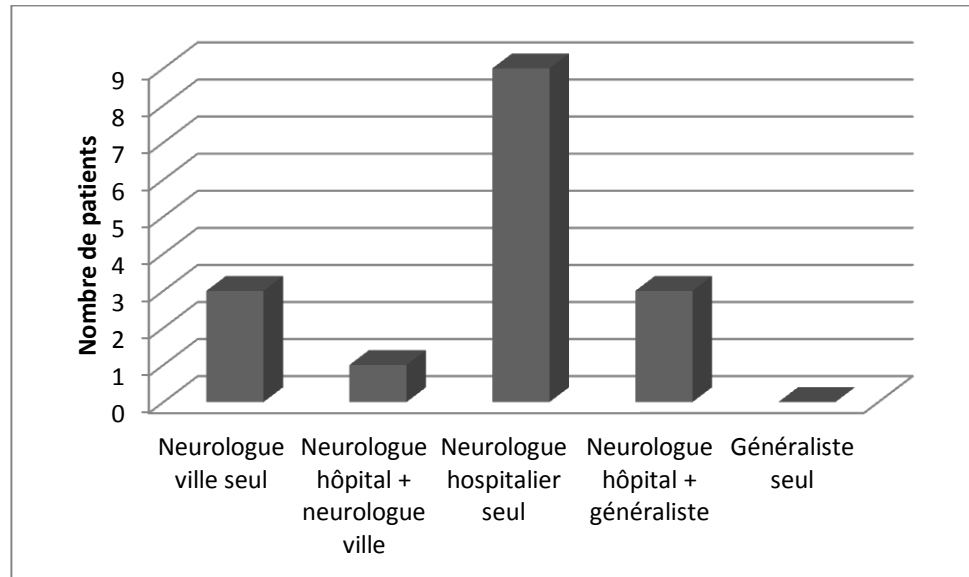 Nombre de patients
9
8
7
6
5
4
3
2
1
0
Neurologue
ville seul
Neurologue
hôpital +
neurologue
ville
Neurologue
hospitalier
seul
Neurologue
hôpital +
généraliste
Généraliste
seul